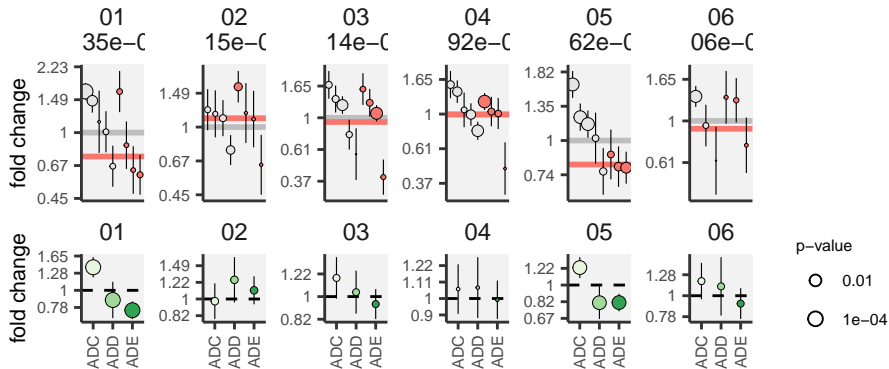 01 02 03 04 05 06
35e−0 15e−0 14e−0 92e−0 62e−0 06e−0
fold change
2.23 1.49 1 0.67 0.45
1.49 1 0.67 0.45
1.65 1 0.61 0.37
1.65 1 0.61 0.37
1.82 1.35 1 0.74
1.65 1 0.61
01 02 03 04 05 06
fold change
1.65 1.28 1 0.78
1.49 1.22 1 0.82
1.22 1 0.82
1.22 1.11 1 0.9
1.22 1 0.82 0.67
1.28 1 0.78
ADC ADD ADE ADC ADD ADE ADC ADD ADE ADC ADD ADE ADC ADD ADE ADC ADD ADE
p−value
0.01
1e−04